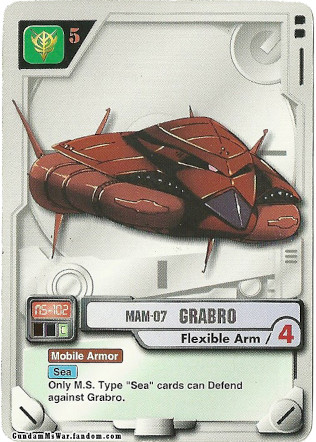 5
MS-102
MAM-07 GRABRO
Flexible Arm / 4
Mobile Armor
Sea
Only M.S. Type "Sea" cards can Defend
against Grabro.
GundamMsWar.fandom.com